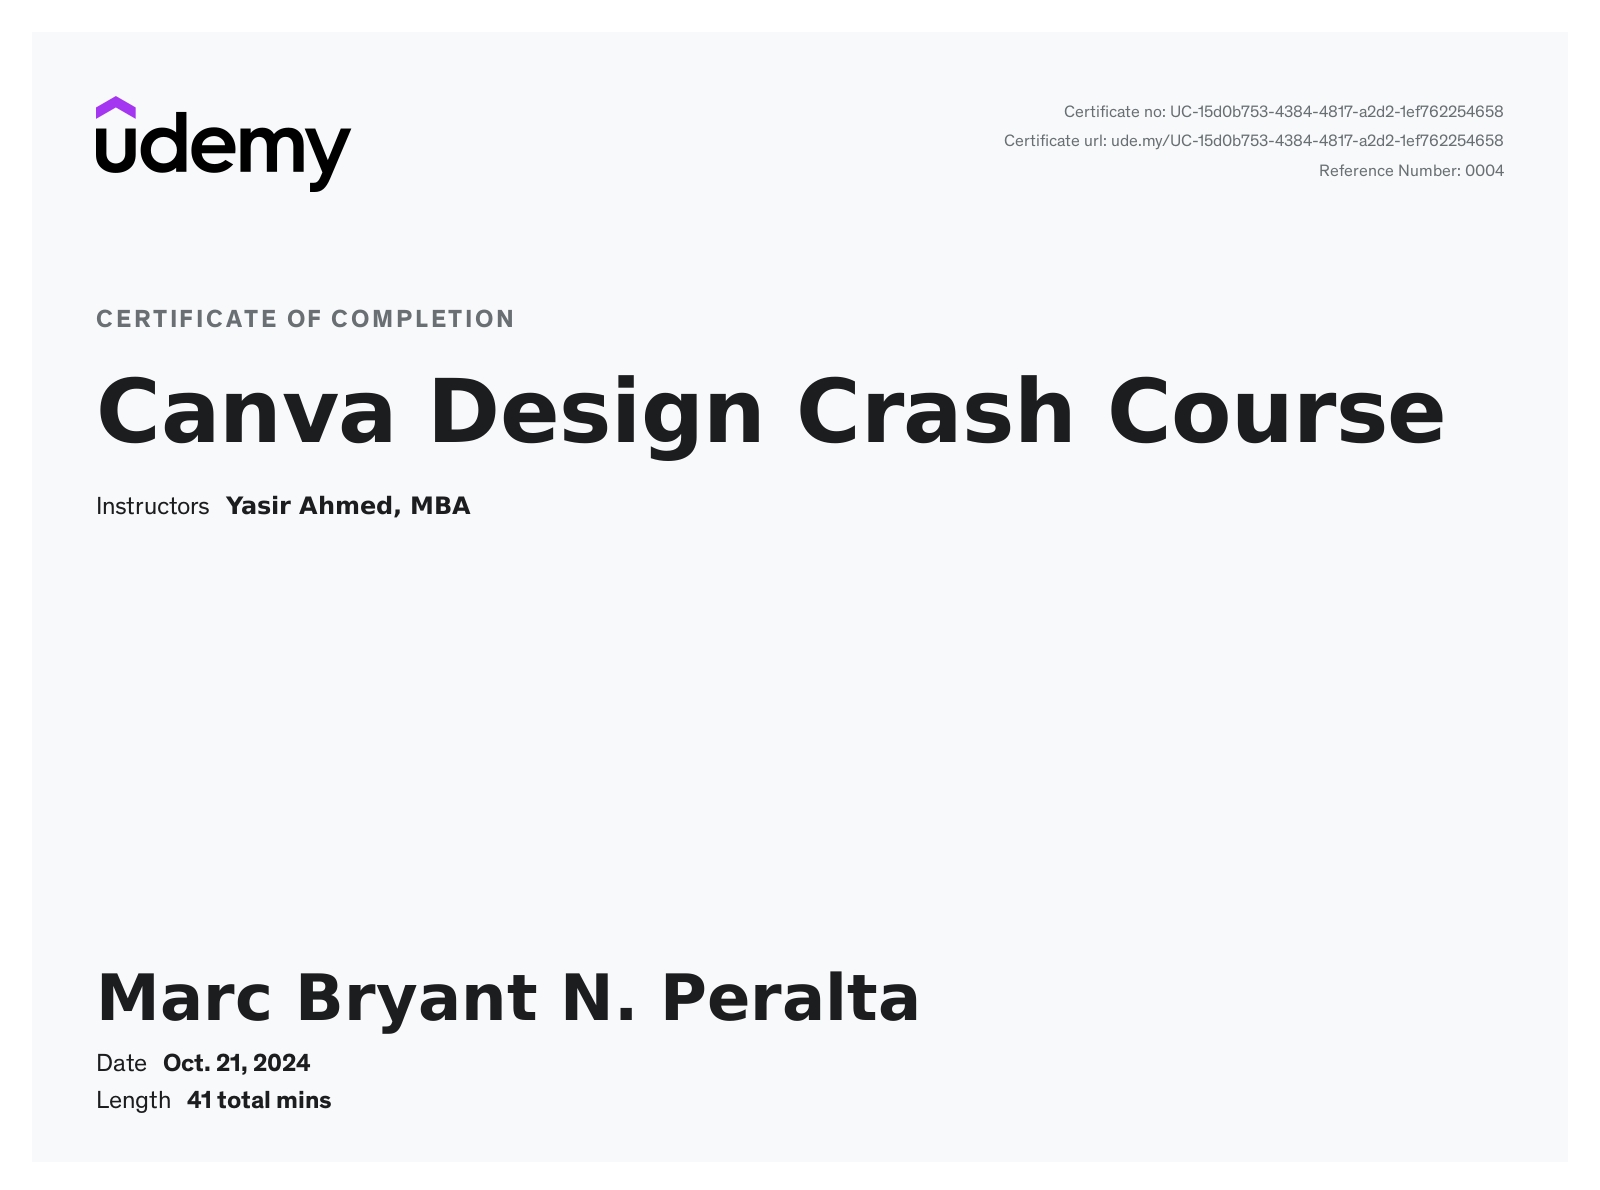 udemy
Certificate no: UC-15d0b753-4384-4817-a2d2-1ef762254658
Certificate url: ude.my/UC-15d0b753-4384-4817-a2d2-1ef762254658
Reference Number: 0004
CERTIFICATE OF COMPLETION
Canva Design Crash Course
Instructors Yasir Ahmed, MBA
Marc Bryant N. Peralta
Date Oct. 21, 2024
Length 41 total mins